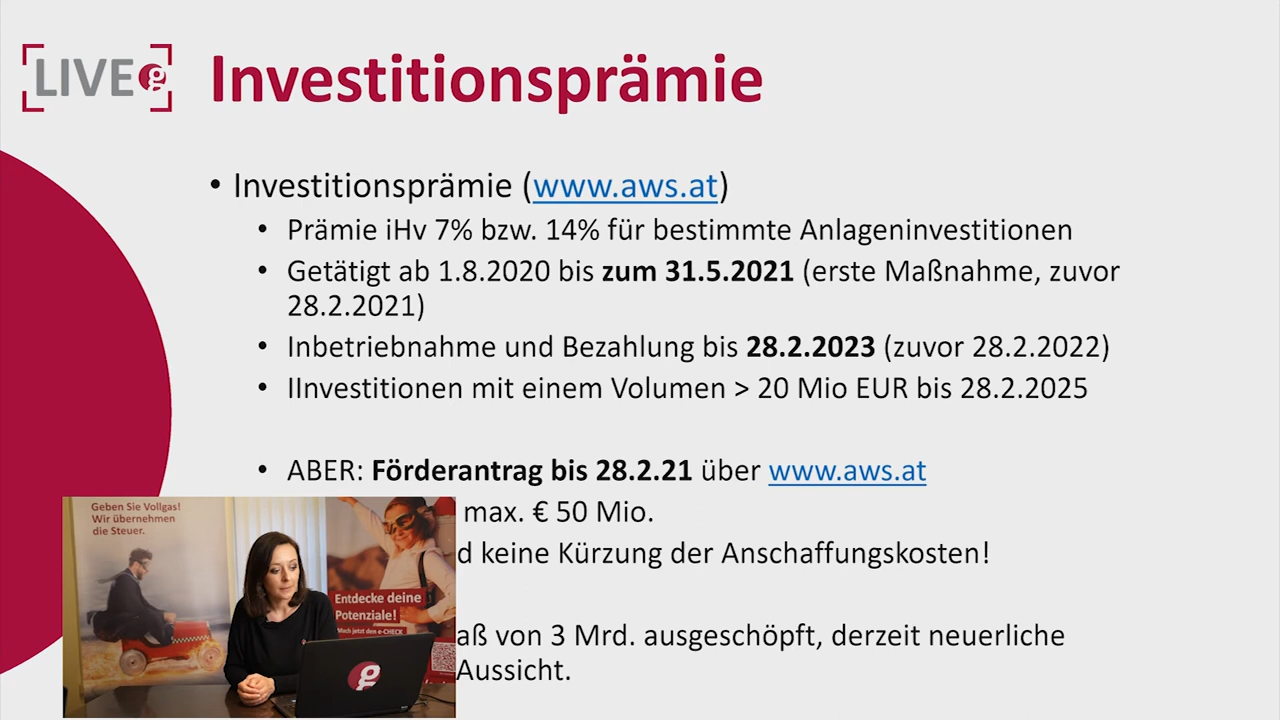 LIVE g
Investitionsprämie
• Investitionsprämie (www.aws.at)
• Prämie iHv 7% bzw. 14% für bestimmte Anlageninvestitionen
• Getätigt ab 1.8.2020 bis zum 31.5.2021 (erste Maßnahme, zuvor
28.2.2021)
• Inbetriebnahme und Bezahlung bis 28.2.2023 (zuvor 28.2.2022)
• IInvestitionen mit einem Volumen > 20 Mio EUR bis 28.2.2025
• ABER: Förderantrag bis 28.2.21 über www.aws.at
max. € 50 Mio.
d keine Kürzung der Anschaffungskosten!
aß von 3 Mrd. ausgeschöpft, derzeit neuerliche
Aussicht.
Geben Sie Vollgas!
Wir übernehmen
die Steuer.
Entdecke deine
Potenziale!
Mach jetzt den e-CHECK
g